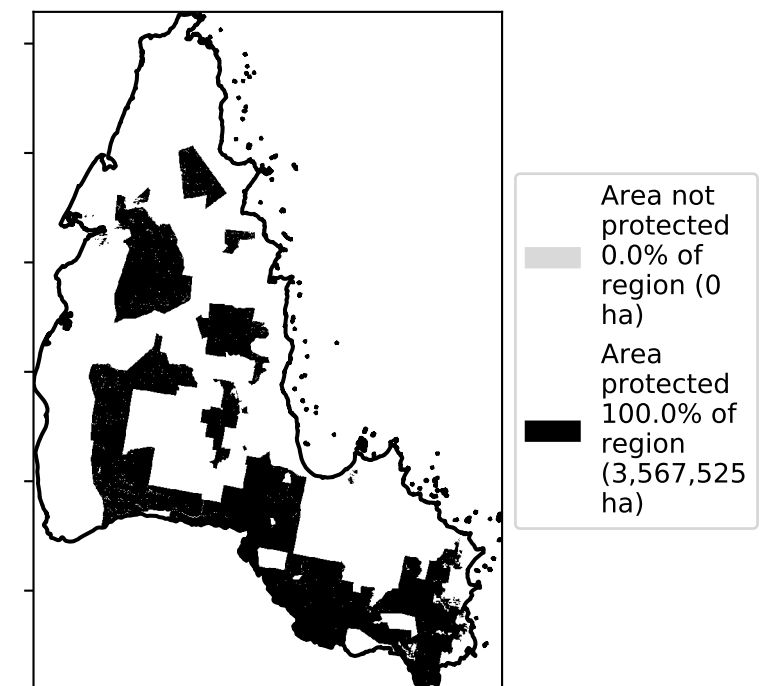 Area not
protected
0.0% of
region (0
ha)
Area
protected
100.0% of
region
(3,567,525
ha)